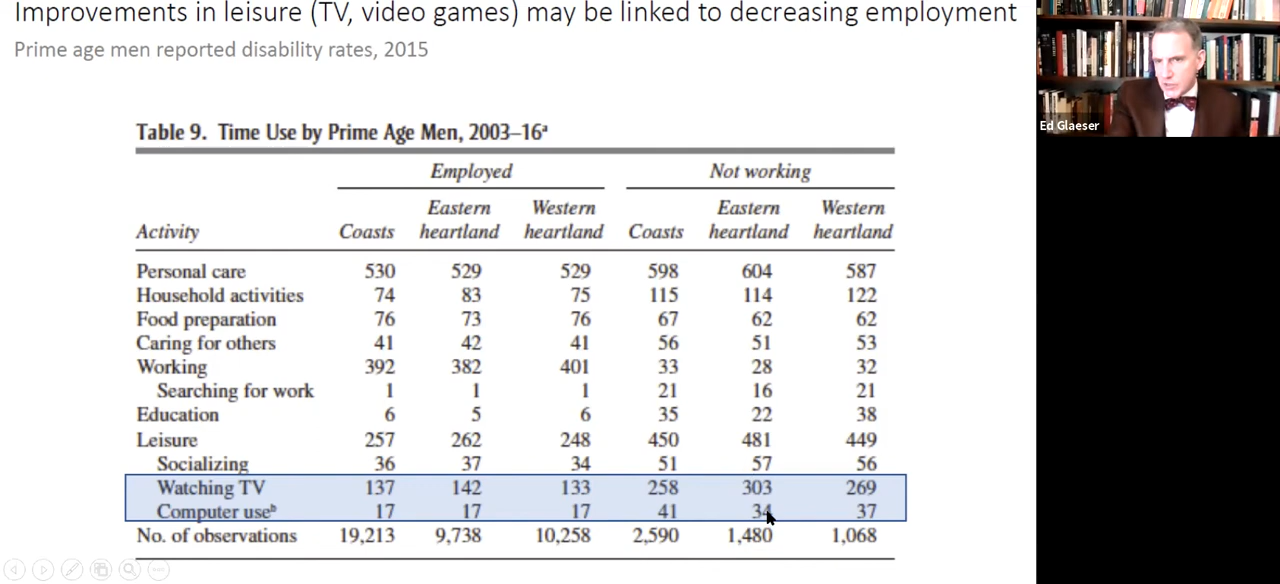 Improvements in leisure (TV, video games) may be linked to decreasing employment
Prime age men reported disability rates, 2015
Ed Glaeser
Table 9. Time Use by Prime Age Men, 2003–16ᵃ
Employed Not working
Activity Coasts Eastern heartland Western heartland Coasts Eastern heartland Western heartland
Personal care 530 529 529 598 604 587
Household activities 74 83 75 115 114 122
Food preparation 76 73 76 67 62 62
Caring for others 41 42 41 56 51 53
Working 392 382 401 33 28 32
Searching for work 1 1 1 21 16 21
Education 6 5 6 35 22 38
Leisure 257 262 248 450 481 449
Socializing 36 37 34 51 57 56
Watching TV 137 142 133 258 303 269
Computer useᵇ 17 17 17 41 34 37
No. of observations 19,213 9,738 10,258 2,590 1,480 1,068